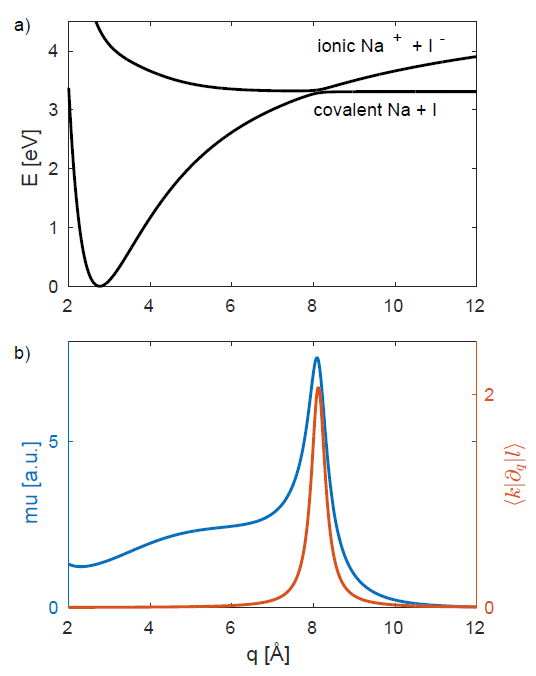 a)
4
3
2
1
0
E [eV]
ionic Na + + I -
covalent Na + I
2 4 6 8 10 12
b)
5
0
mu [a.u.]
2
0
⟨k|∂q|l⟩
2 4 6 8 10 12
q [Å]